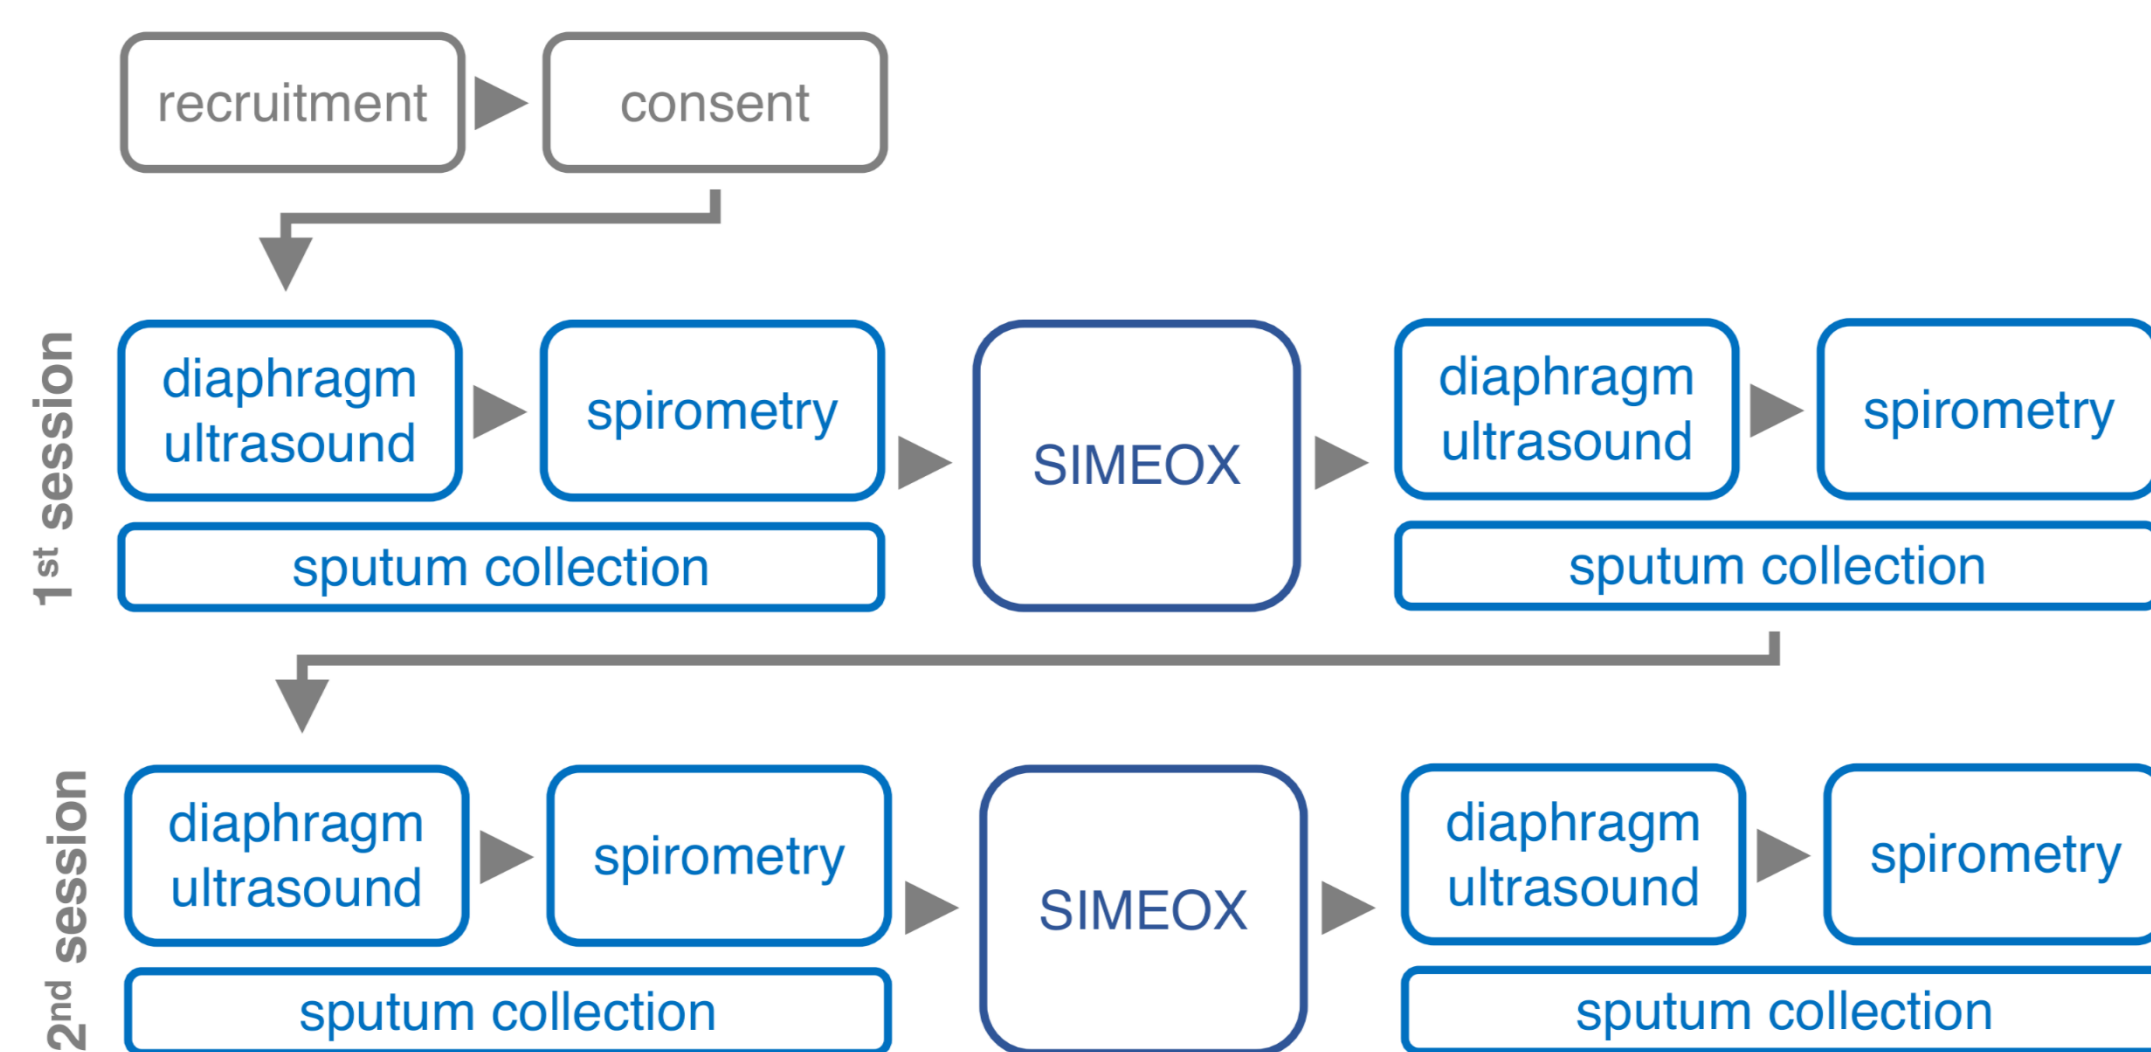 recruitment
consent
1st session
diaphragm
ultrasound
spirometry
SIMEOX
diaphragm
ultrasound
spirometry
sputum collection
sputum collection
2nd session
diaphragm
ultrasound
spirometry
SIMEOX
diaphragm
ultrasound
spirometry
sputum collection
sputum collection